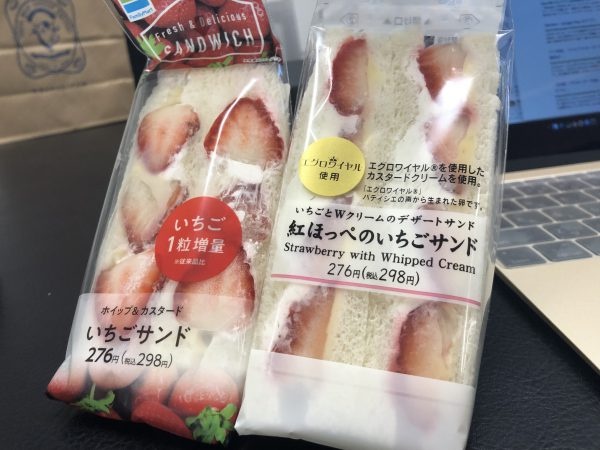 FamilyMart
Fresh & Delicious
SANDWICH
いちご
1粒増量
※従来品比
ホイップ&カスタード
いちごサンド
276円(税込298円)
エグロワイヤル
使用
エグロワイヤル®を使用した
カスタードクリームを使用。
「エグロワイヤル®」
パティシエの声から生まれた卵です。
いちごとWクリームのデザートサンド
紅ほっぺのいちごサンド
Strawberry with Whipped Cream
276円(税込298円)